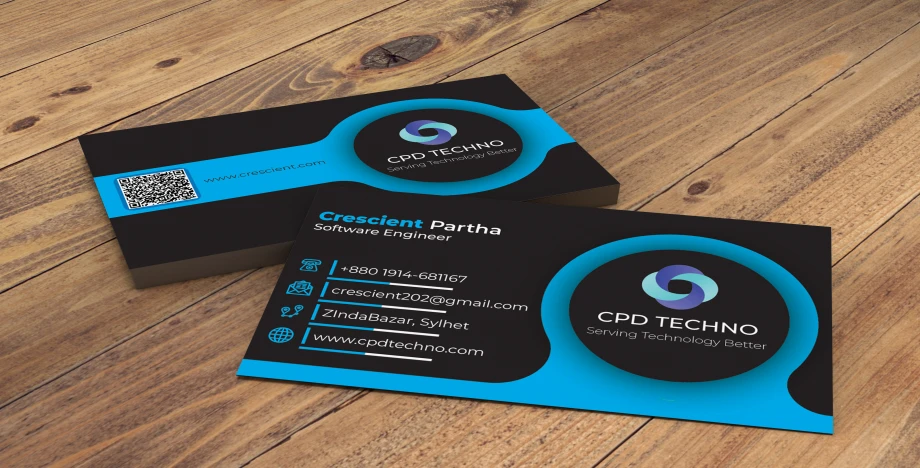 www.crescient.com
CPD TECHNO
Serving Technology Better
Crescient Partha
Software Engineer
+880 1914-681167
crescient202@gmail.com
ZIndaBazar, Sylhet
www.cpdtechno.com
CPD TECHNO
Serving Technology Better